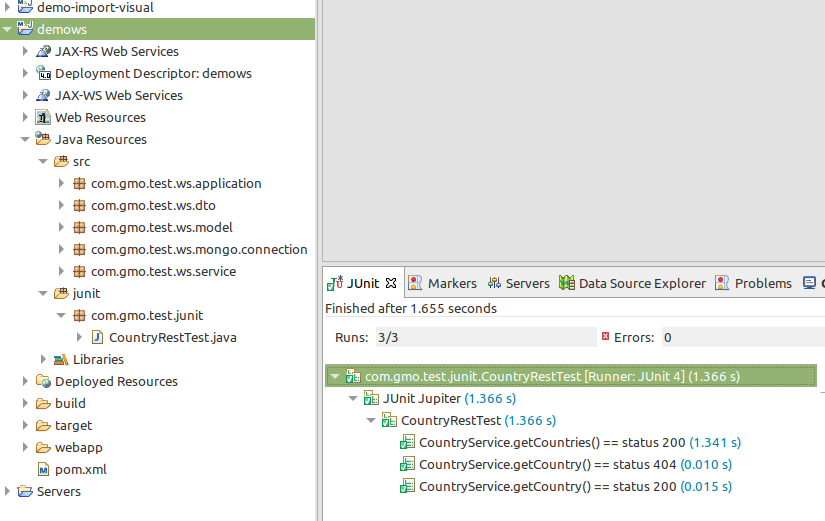 demo-import-visual
demows
JAX-RS Web Services
Deployment Descriptor: demows
JAX-WS Web Services
Web Resources
Java Resources
src
com.gmo.test.ws.application
com.gmo.test.ws.dto
com.gmo.test.ws.model
com.gmo.test.ws.mongo.connection
com.gmo.test.ws.service
junit
com.gmo.test.junit
CountryRestTest.java
Libraries
Deployed Resources
build
target
webapp
pom.xml
Servers
JUnit Markers Servers Data Source Explorer Problems
Finished after 1.655 seconds
Runs: 3/3 Errors: 0
com.gmo.test.junit.CountryRestTest [Runner: JUnit 4] (1.366 s)
JUnit Jupiter (1.366 s)
CountryRestTest (1.366 s)
CountryService.getCountries() == status 200 (1.341 s)
CountryService.getCountry() == status 404 (0.010 s)
CountryService.getCountry() == status 200 (0.015 s)